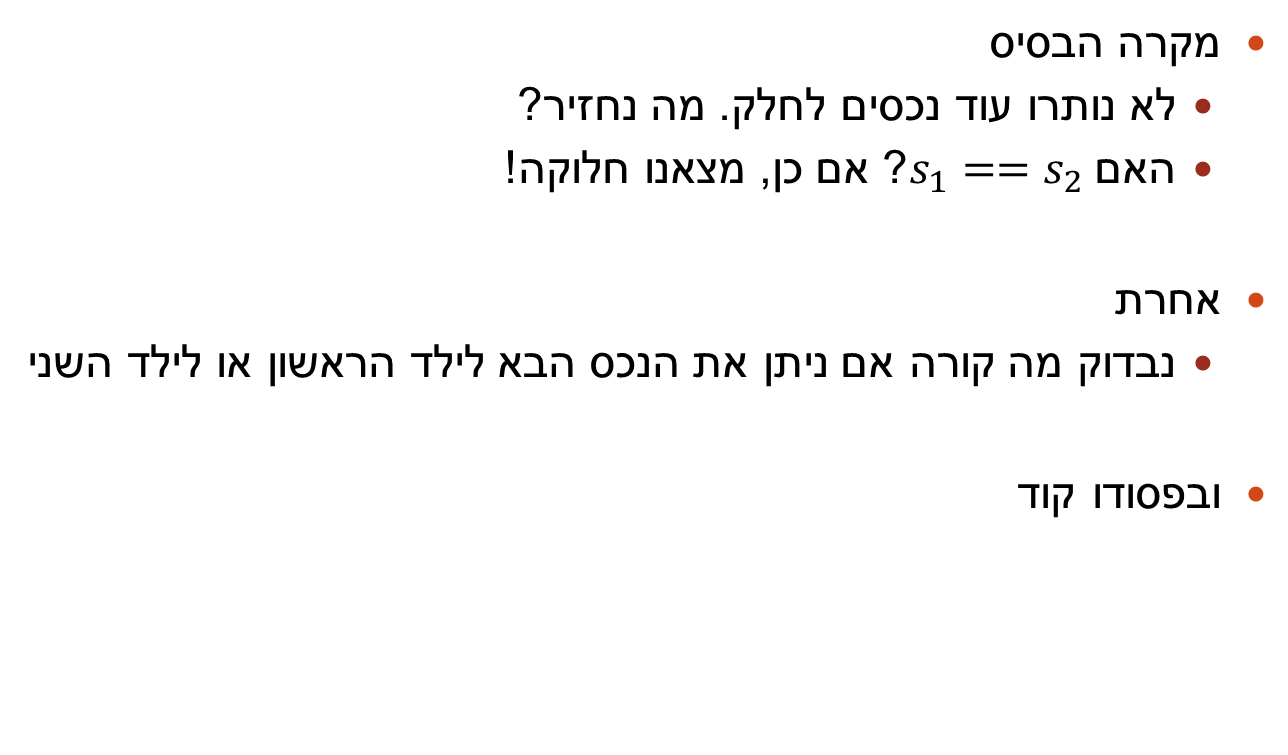 • מקרה הבסיס
• לא נותרו עוד נכסים לחלק. מה נחזיר?
• האם s₁ == s₂? אם כן, מצאנו חלוקה!
• אחרת
• נבדוק מה קורה אם ניתן את הנכס הבא לילד הראשון או לילד השני
• ובפסודו קוד